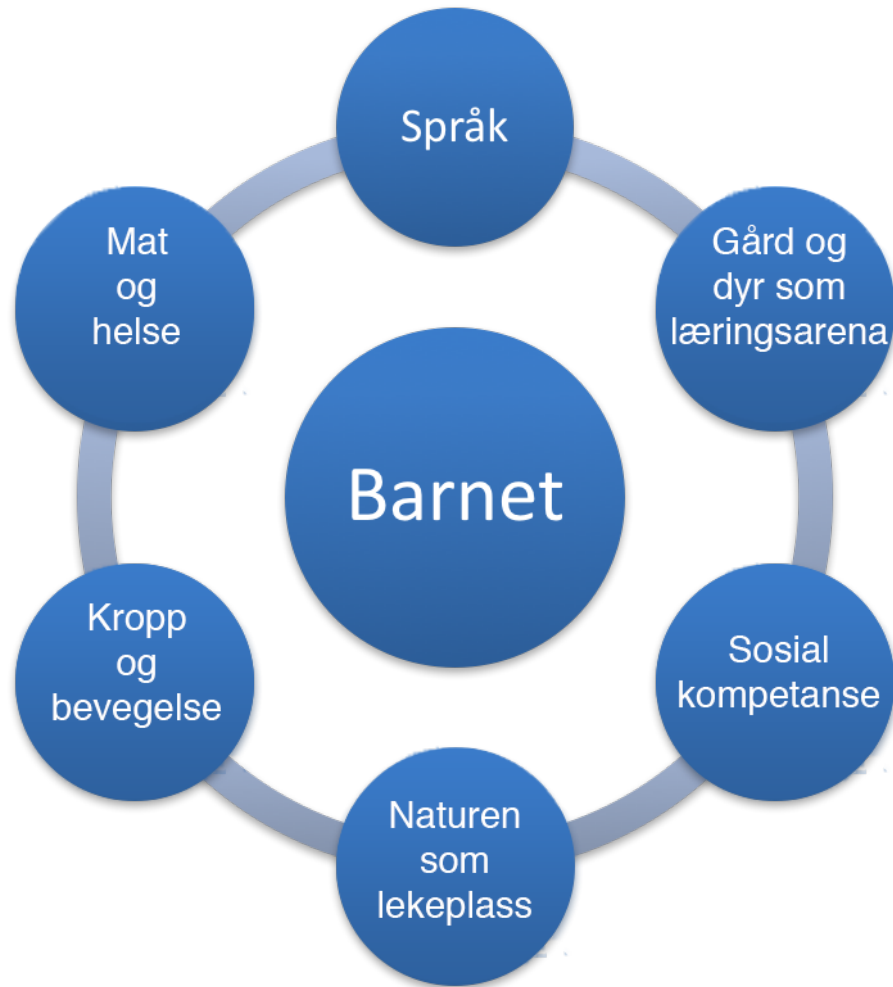 Språk
Gård og
dyr som
læringsarena
Sosial
kompetanse
Naturen
som
lekeplass
Kropp
og
bevegelse
Mat
og
helse
Barnet